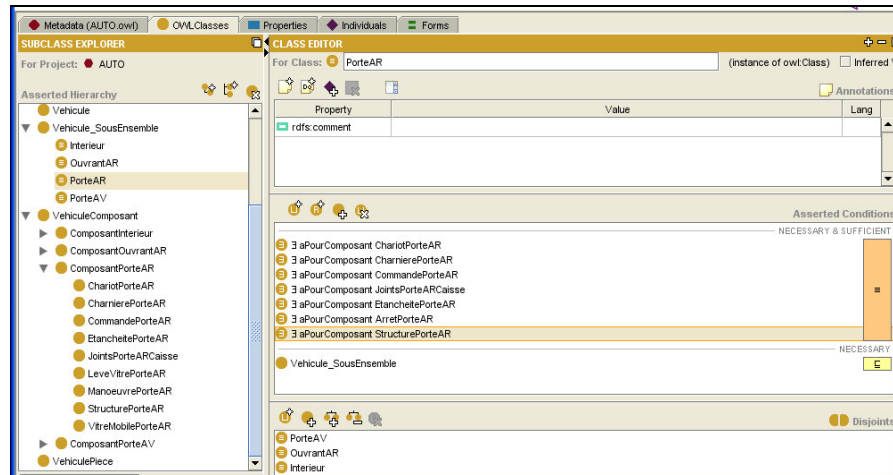 Metadata (AUTO.owl) OWLClasses Properties Individuals Forms
SUBCLASS EXPLORER
For Project: AUTO
Asserted Hierarchy
Vehicule
Vehicule_SousEnsemble
Interieur
OuvrantAR
PorteAR
PorteAV
VehiculeComposant
ComposantInterieur
ComposantOuvrantAR
ComposantPorteAR
ChariotPorteAR
CharnierePorteAR
CommandePorteAR
EtancheitePorteAR
JointsPorteARCaisse
LeveVitrePorteAR
ManoeuvrePorteAR
StructurePorteAR
VitreMobilePorteAR
ComposantPorteAV
VehiculePiece
CLASS EDITOR
For Class: PorteAR (instance of owl:Class) Inferred
Annotations
Property Value Lang
rdfs:comment
Asserted Conditions
NECESSARY & SUFFICIENT
∃ aPourComposant ChariotPorteAR
∃ aPourComposant CharnierePorteAR
∃ aPourComposant CommandePorteAR
∃ aPourComposant JointsPorteARCaisse
∃ aPourComposant EtancheitePorteAR
∃ aPourComposant ArretPorteAR
∃ aPourComposant StructurePorteAR
NECESSARY
Vehicule_SousEnsemble
Disjoints
PorteAV
OuvrantAR
Interieur